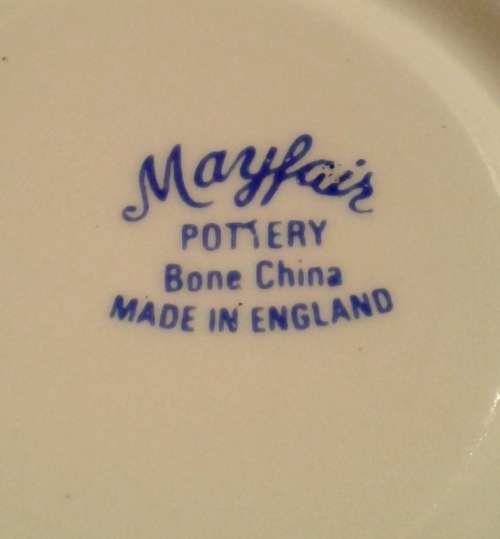 Mayfair
POTTERY
Bone China
MADE IN ENGLAND